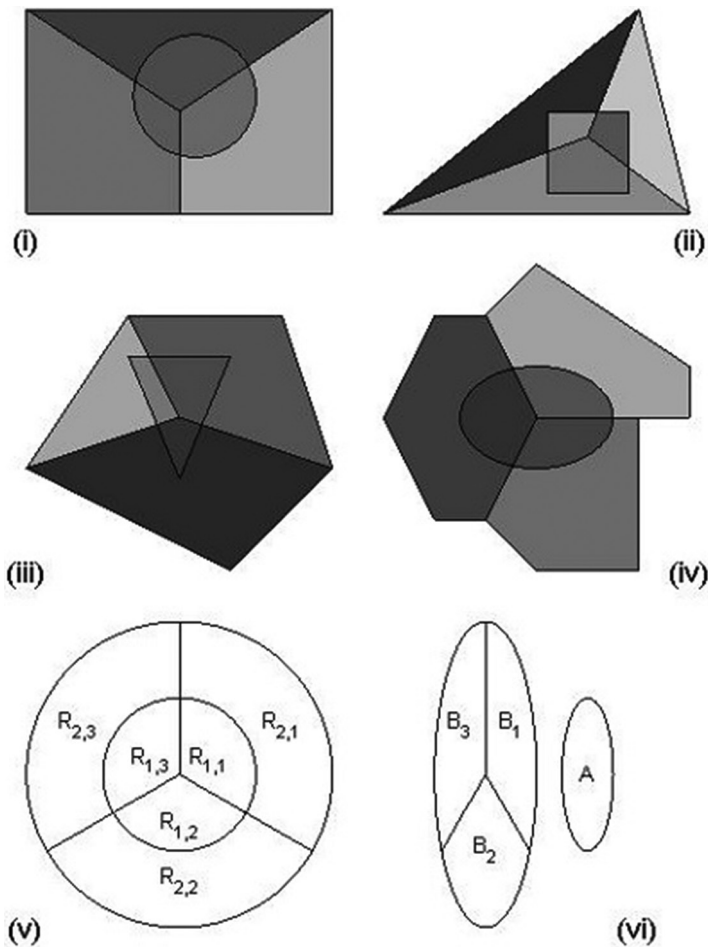 (i)
(ii)
(iii)
(iv)
R2,3
R2,1
R1,3
R1,1
R1,2
R2,2
(v)
B3
B1
A
B2
(vi)